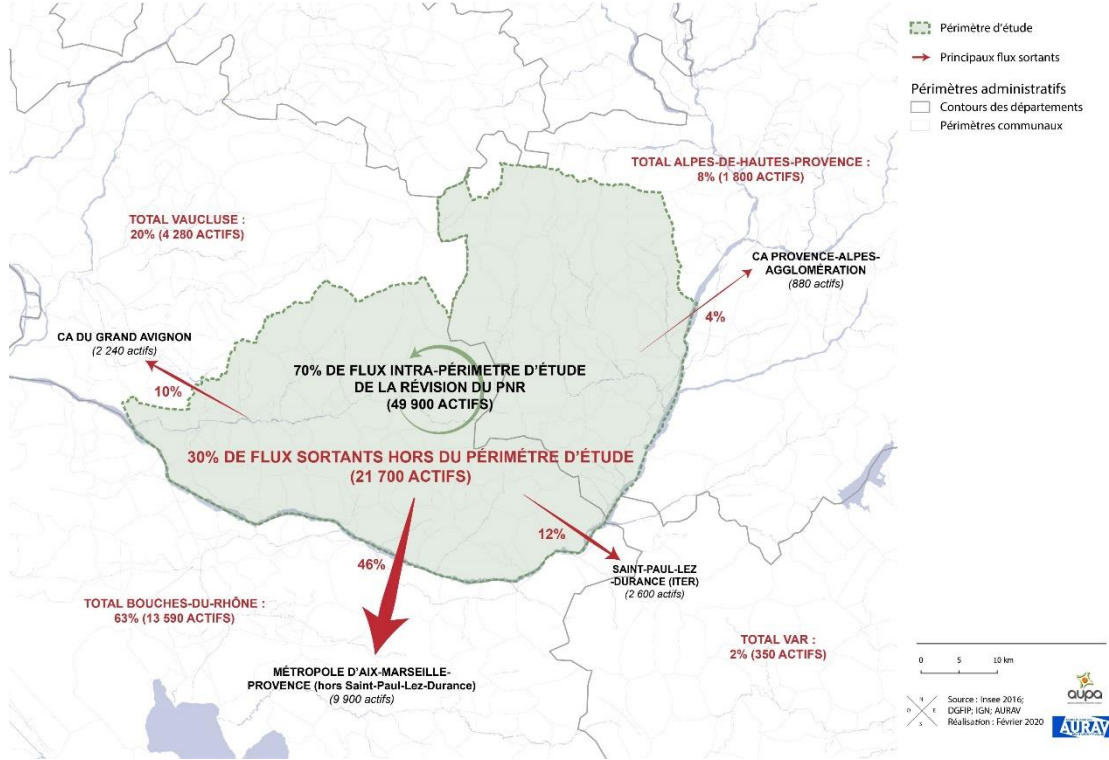 Périmètre d'étude
Principaux flux sortants
Périmètres administratifs
Contours des départements
Périmètres communaux
TOTAL ALPES-DE-HAUTES-PROVENCE :
8% (1 800 ACTIFS)
TOTAL VAUCLUSE :
20% (4 280 ACTIFS)
CA PROVENCE-ALPES-
AGGLOMÉRATION
(880 actifs)
4%
CA DU GRAND AVIGNON
(2 240 actifs)
10%
70% DE FLUX INTRA-PÉRIMETRE D'ÉTUDE
DE LA RÉVISION DU PNR
(49 900 ACTIFS)
30% DE FLUX SORTANTS HORS DU PÉRIMÉTRE D'ÉTUDE
(21 700 ACTIFS)
12%
46%
SAINT-PAUL-LEZ
-DURANCE (ITER)
(2 600 actifs)
TOTAL BOUCHES-DU-RHÔNE :
63% (13 590 ACTIFS)
TOTAL VAR :
2% (350 ACTIFS)
MÉTROPOLE D'AIX-MARSEILLE-
PROVENCE (hors Saint-Paul-Lez-Durance)
(9 900 actifs)
0 5 10 km
N
O E
S
Source : Insee 2016;
DGFIP; IGN; AURAV
Réalisation : Février 2020
aupa
AURAV